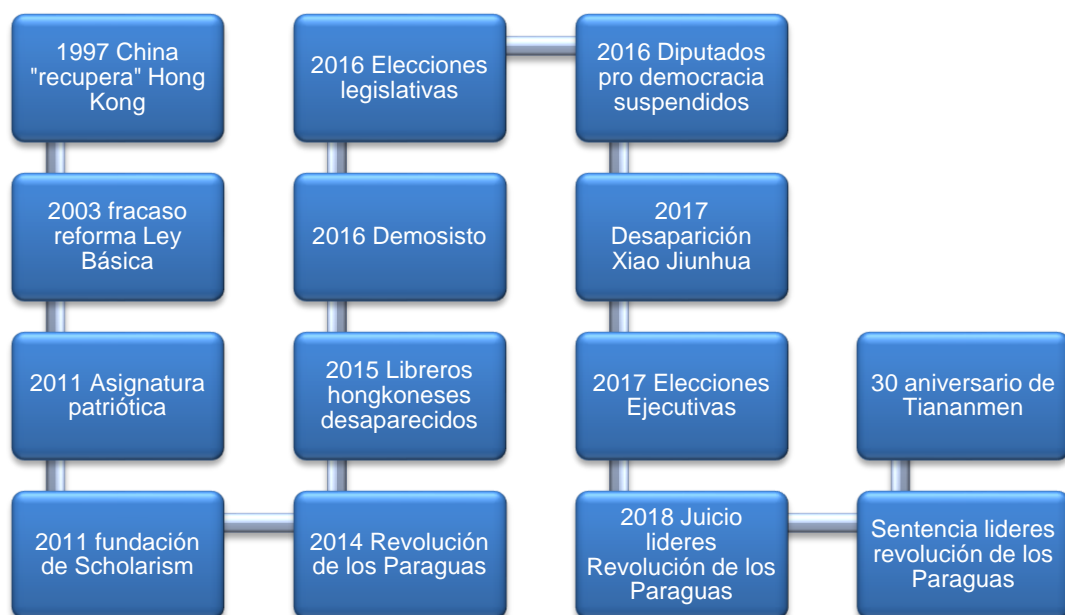 1997 China
"recupera" Hong
Kong
2003 fracaso
reforma Ley
Básica
2011 Asignatura
patriótica
2011 fundación
de Scholarism
2014 Revolución
de los Paraguas
2015 Libreros
hongkoneses
desaparecidos
2016 Demosisto
2016 Elecciones
legislativas
2016 Diputados
pro democracia
suspendidos
2017
Desaparición
Xiao Jiunhua
2017 Elecciones
Ejecutivas
2018 Juicio
lideres
Revolución de los
Paraguas
Sentencia lideres
revolución de los
Paraguas
30 aniversario de
Tiananmen